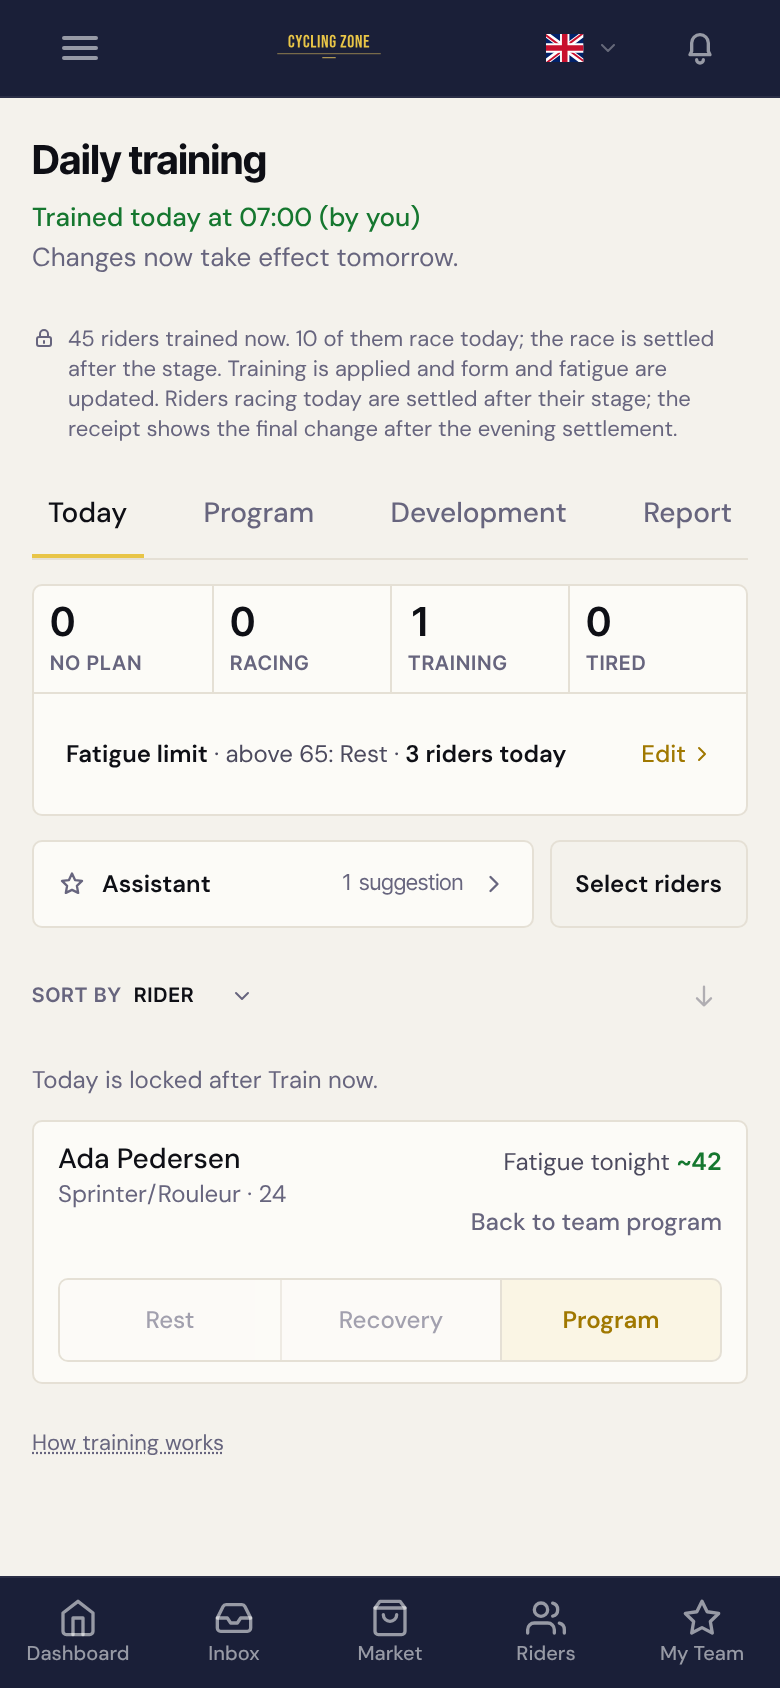 CYCLING ZONE
Daily training
Trained today at 07:00 (by you)
Changes now take effect tomorrow.
45 riders trained now. 10 of them race today; the race is settled
after the stage. Training is applied and form and fatigue are
updated. Riders racing today are settled after their stage; the
receipt shows the final change after the evening settlement.
Today Program Development Report
0 0 1 0
NO PLAN RACING TRAINING TIRED
Fatigue limit · above 65: Rest · 3 riders today Edit
Assistant 1 suggestion Select riders
SORT BY RIDER
Today is locked after Train now.
Ada Pedersen Fatigue tonight ~42
Sprinter/Rouleur · 24
Back to team program
Rest Recovery Program
How training works
Dashboard Inbox Market Riders My Team